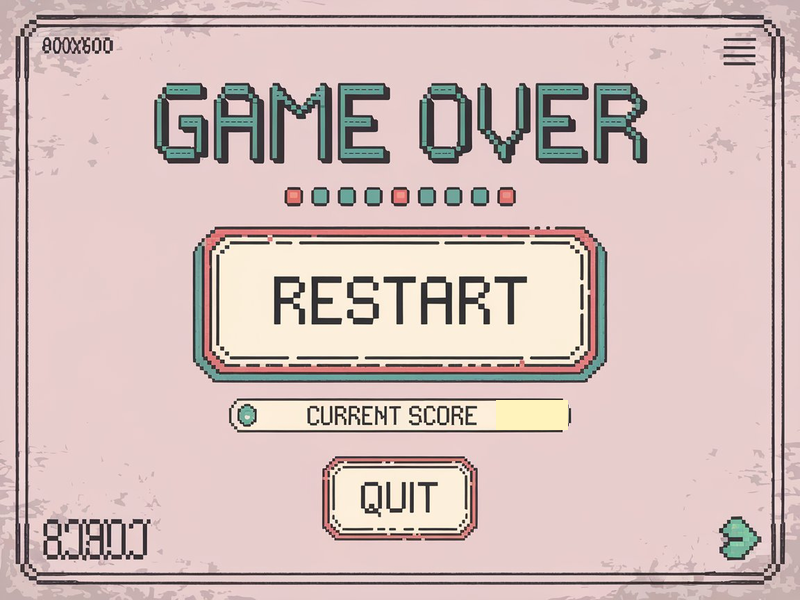 800X600
GAME OVER
RESTART
CURRENT SCORE
QUIT